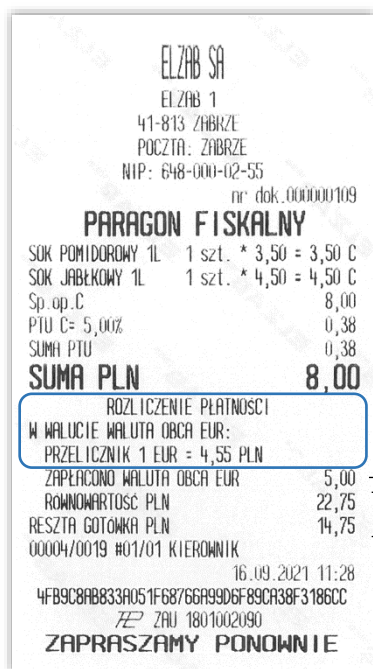 ELZAB SA
ELZAB 1
41-813 ZABRZE
POCZTA: ZABRZE
NIP: 648-000-02-55
nr dok.000000109
PARAGON FISKALNY
SOK POMIDOROWY 1L 1 szt. * 3,50 = 3,50 C
SOK JABŁKOWY 1L 1 szt. * 4,50 = 4,50 C
Sp.op.C 8,00
PTU C= 5,00% 0,38
SUMA PTU 0,38
SUMA PLN 8,00
ROZLICZENIE PŁATNOŚCI
W WALUCIE WALUTA OBCA EUR:
PRZELICZNIK 1 EUR = 4,55 PLN
ZAPŁACONO WALUTA OBCA EUR 5,00
RÓWNOWARTOŚĆ PLN 22,75
RESZTA GOTÓWKA PLN 14,75
00004/0019 #01/01 KIEROWNIK
16.09.2021 11:28
4FB9C8AB833A051F68766A99D6F89CA38F3186CC
ZAU 1801002090
ZAPRASZAMY PONOWNIE